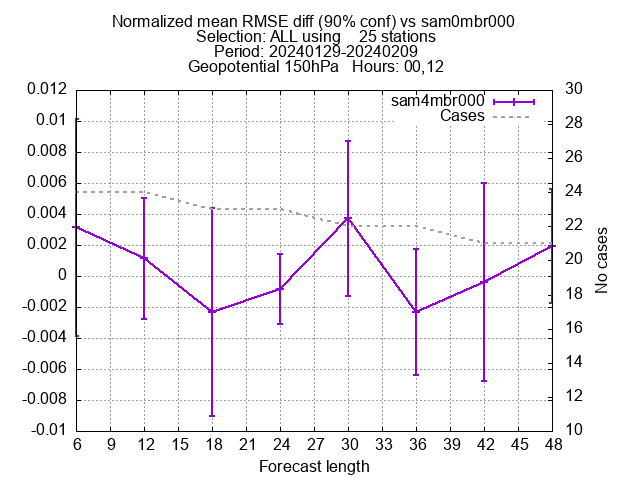 Normalized mean RMSE diff (90% conf) vs sam0mbr000
Selection: ALL using    25 stations
Period: 20240129-20240209
Geopotential 150hPa   Hours: 00,12
sam4mbr000
Cases
0.012
0.01
0.008
0.006
0.004
0.002
0
-0.002
-0.004
-0.006
-0.008
-0.01
30
28
26
24
22
20
18
16
14
12
10
No cases
6 9 12 15 18 21 24 27 30 33 36 39 42 45 48
Forecast length